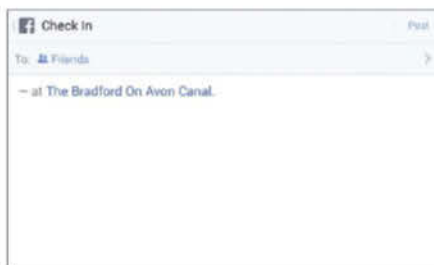 Check In Post
To: Friends
— at The Bradford On Avon Canal.